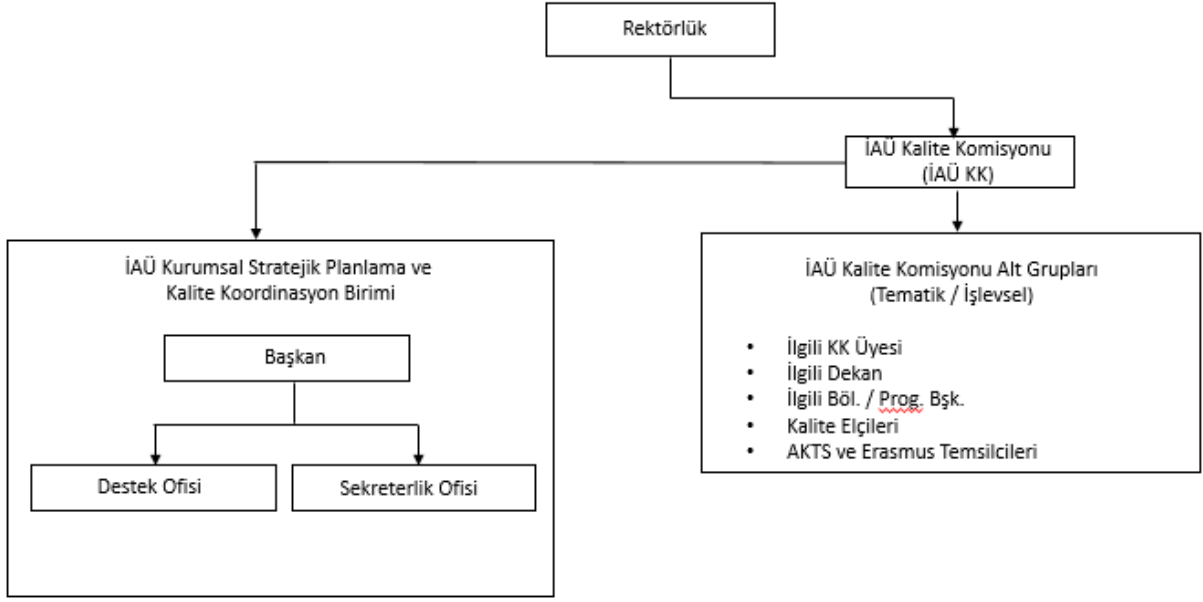 Rektörlük
İAÜ Kalite Komisyonu
(İAÜ KK)
İAÜ Kurumsal Stratejik Planlama ve
Kalite Koordinasyon Birimi
Başkan
Destek Ofisi
Sekreterlik Ofisi
İAÜ Kalite Komisyonu Alt Grupları
(Tematik / İşlevsel)
• İlgili KK Üyesi
• İlgili Dekan
• İlgili Böl. / Prog. Bşk.
• Kalite Elçileri
• AKTS ve Erasmus Temsilcileri